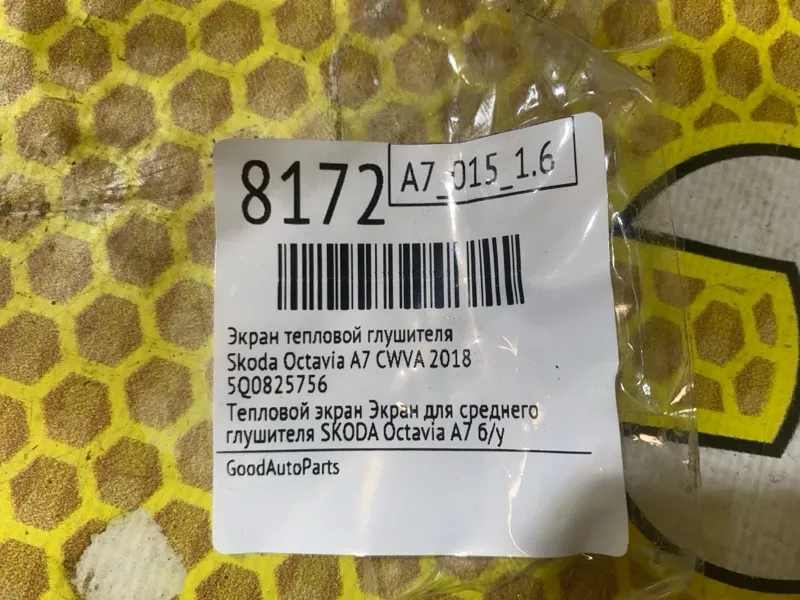 8172
A7_015_1.6
Экран тепловой глушителя
Skoda Octavia A7 CWVA 2018
5Q0825756
Тепловой экран Экран для среднего
глушителя SKODA Octavia A7 б/у
GoodAutoParts